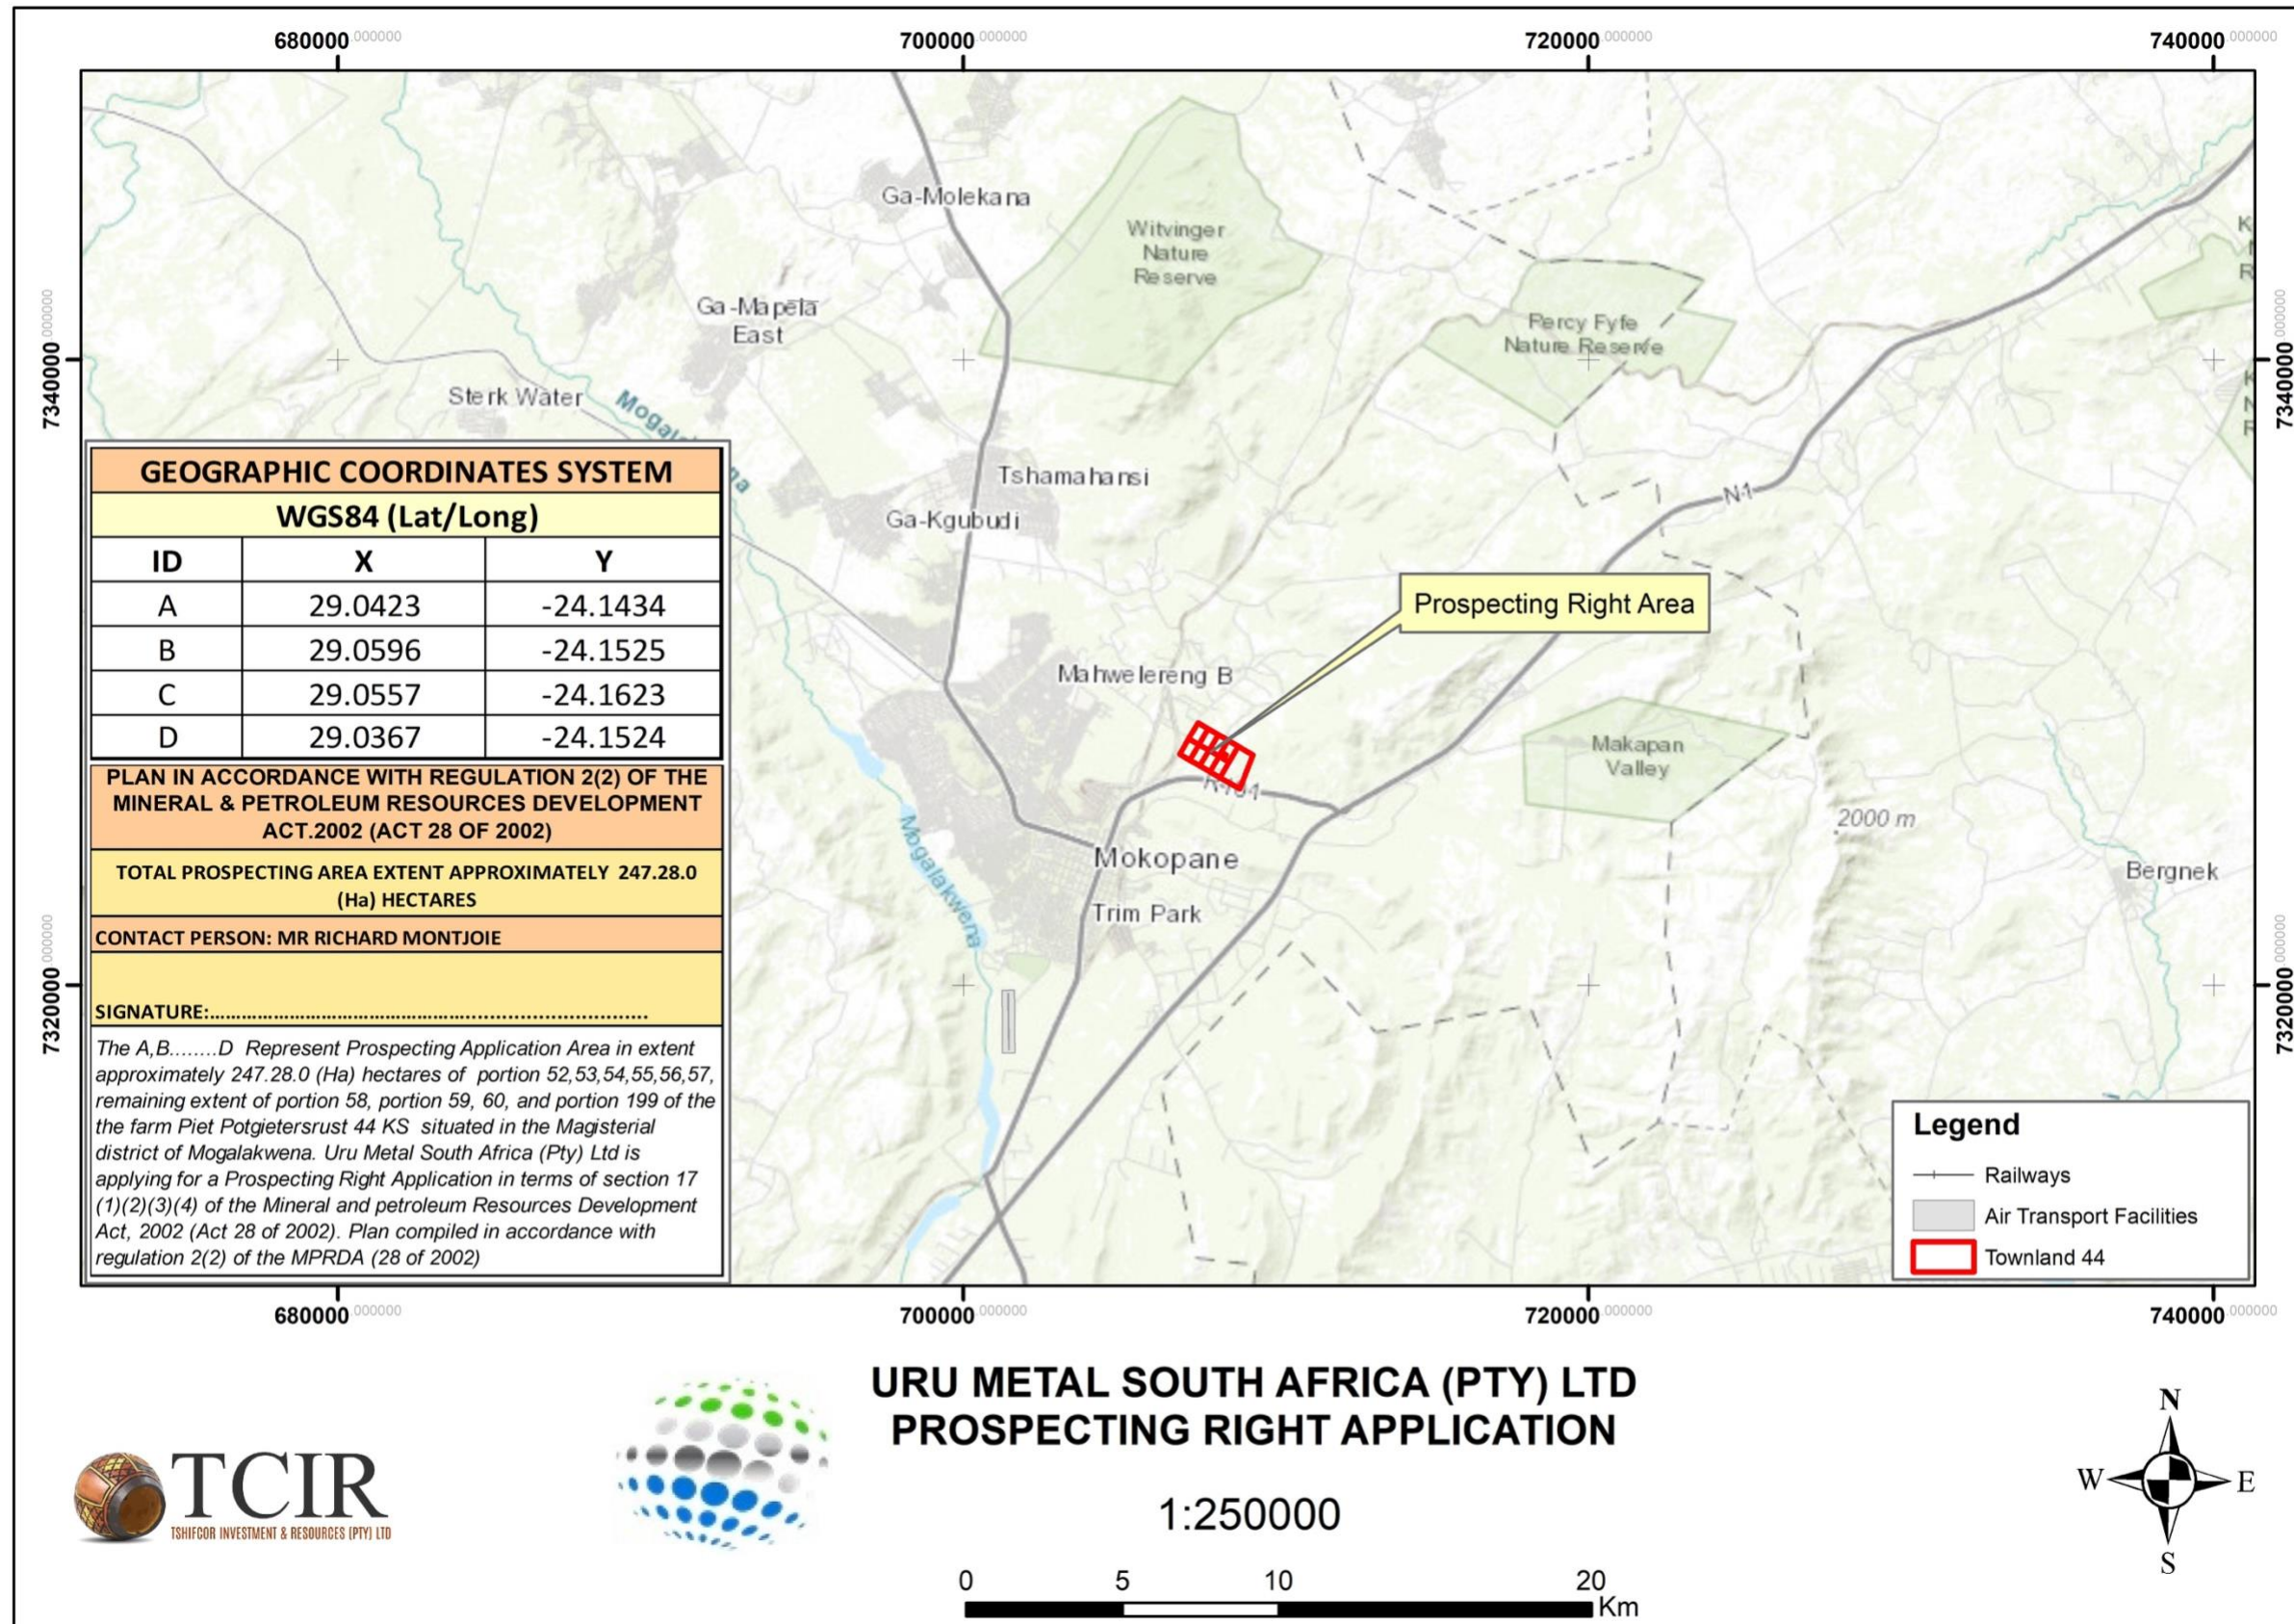 680000.000000 700000.000000 720000.000000 740000.000000
7340000.000000
7320000.000000
7340000.000000
7320000.000000
Ga-Molekana
Witvinger
Nature
Reserve
Ga-Mapela
East
Percy Fyfe
Nature Reserve
Sterk Water
Tshamahansi
Ga-Kgubudi
N-1
Prospecting Right Area
Mahwelereng B
Makapan
Valley
2000 m
Mokopane
Mogalakwena
Trim Park
Bergnek
GEOGRAPHIC COORDINATES SYSTEM
WGS84 (Lat/Long)
ID X Y
A 29.0423 -24.1434
B 29.0596 -24.1525
C 29.0557 -24.1623
D 29.0367 -24.1524
PLAN IN ACCORDANCE WITH REGULATION 2(2) OF THE
MINERAL & PETROLEUM RESOURCES DEVELOPMENT
ACT.2002 (ACT 28 OF 2002)
TOTAL PROSPECTING AREA EXTENT APPROXIMATELY 247.28.0
(Ha) HECTARES
CONTACT PERSON: MR RICHARD MONTJOIE
SIGNATURE:................................................................................
The A,B........D Represent Prospecting Application Area in extent
approximately 247.28.0 (Ha) hectares of portion 52,53,54,55,56,57,
remaining extent of portion 58, portion 59, 60, and portion 199 of the
the farm Piet Potgietersrust 44 KS situated in the Magisterial
district of Mogalakwena. Uru Metal South Africa (Pty) Ltd is
applying for a Prospecting Right Application in terms of section 17
(1)(2)(3)(4) of the Mineral and petroleum Resources Development
Act, 2002 (Act 28 of 2002). Plan compiled in accordance with
regulation 2(2) of the MPRDA (28 of 2002)
Legend
Railways
Air Transport Facilities
Townland 44
680000.000000 700000.000000 720000.000000 740000.000000
URU METAL SOUTH AFRICA (PTY) LTD
PROSPECTING RIGHT APPLICATION
1:250000
0 5 10 20
Km
TCIR
TSHIFCOR INVESTMENT & RESOURCES (PTY) LTD
N
W E
S